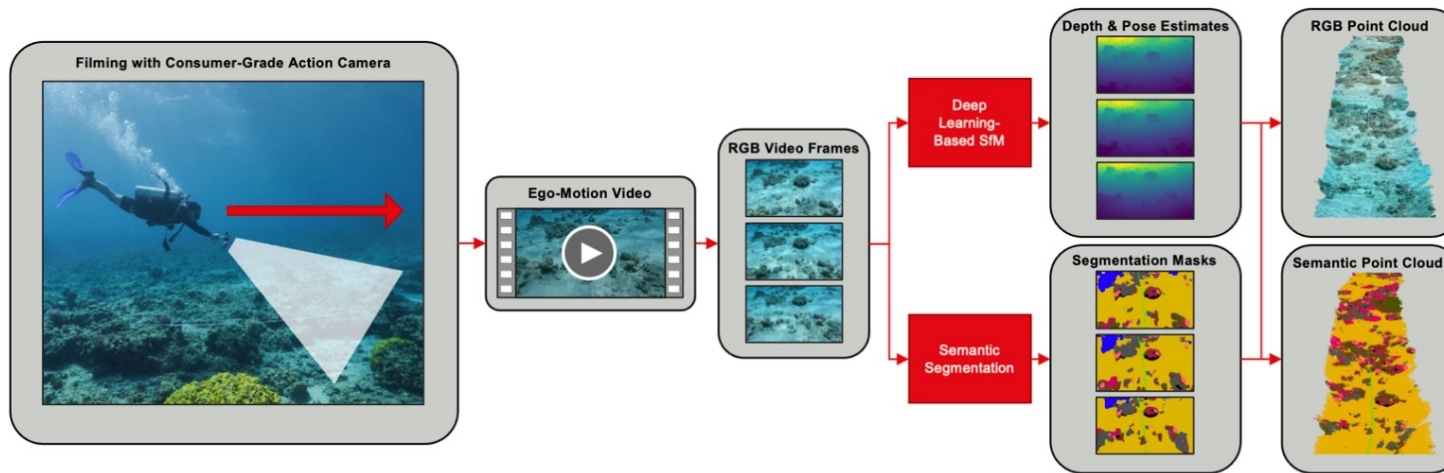 Filming with Consumer-Grade Action Camera
Ego-Motion Video
RGB Video Frames
Deep
Learning-
Based SfM
Semantic
Segmentation
Depth & Pose Estimates
Segmentation Masks
RGB Point Cloud
Semantic Point Cloud